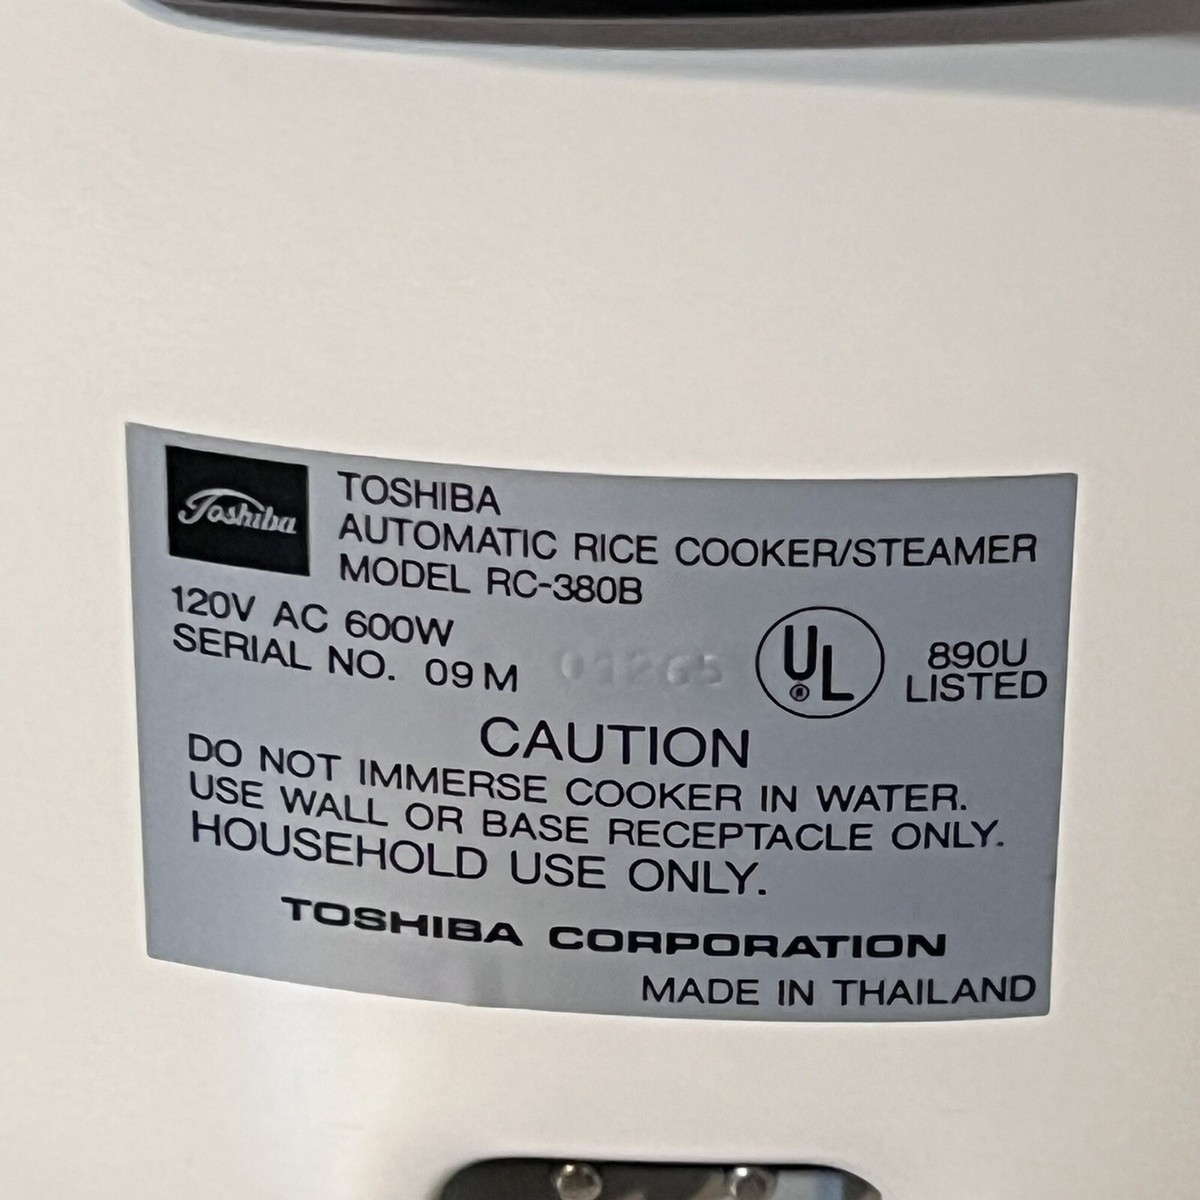 Toshiba
TOSHIBA
AUTOMATIC RICE COOKER/STEAMER
MODEL RC-380B
120V AC 600W
SERIAL NO. 09M 01265
UL ®
890U
LISTED
CAUTION
DO NOT IMMERSE COOKER IN WATER.
USE WALL OR BASE RECEPTACLE ONLY.
HOUSEHOLD USE ONLY.
TOSHIBA CORPORATION
MADE IN THAILAND